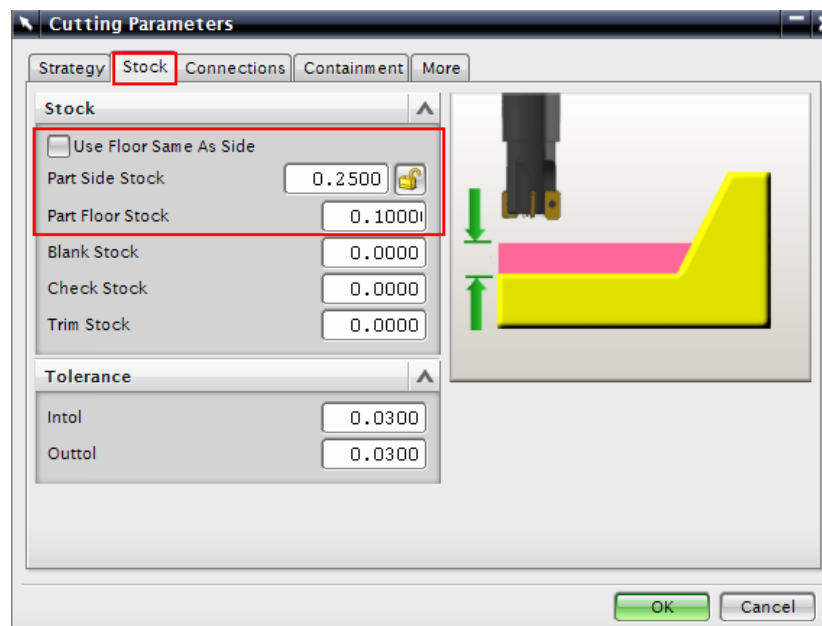 Cutting Parameters
Strategy Stock Connections Containment More
Stock
Use Floor Same As Side
Part Side Stock 0.2500
Part Floor Stock 0.1000
Blank Stock 0.0000
Check Stock 0.0000
Trim Stock 0.0000
Tolerance
Intol 0.0300
Outtol 0.0300
OK Cancel